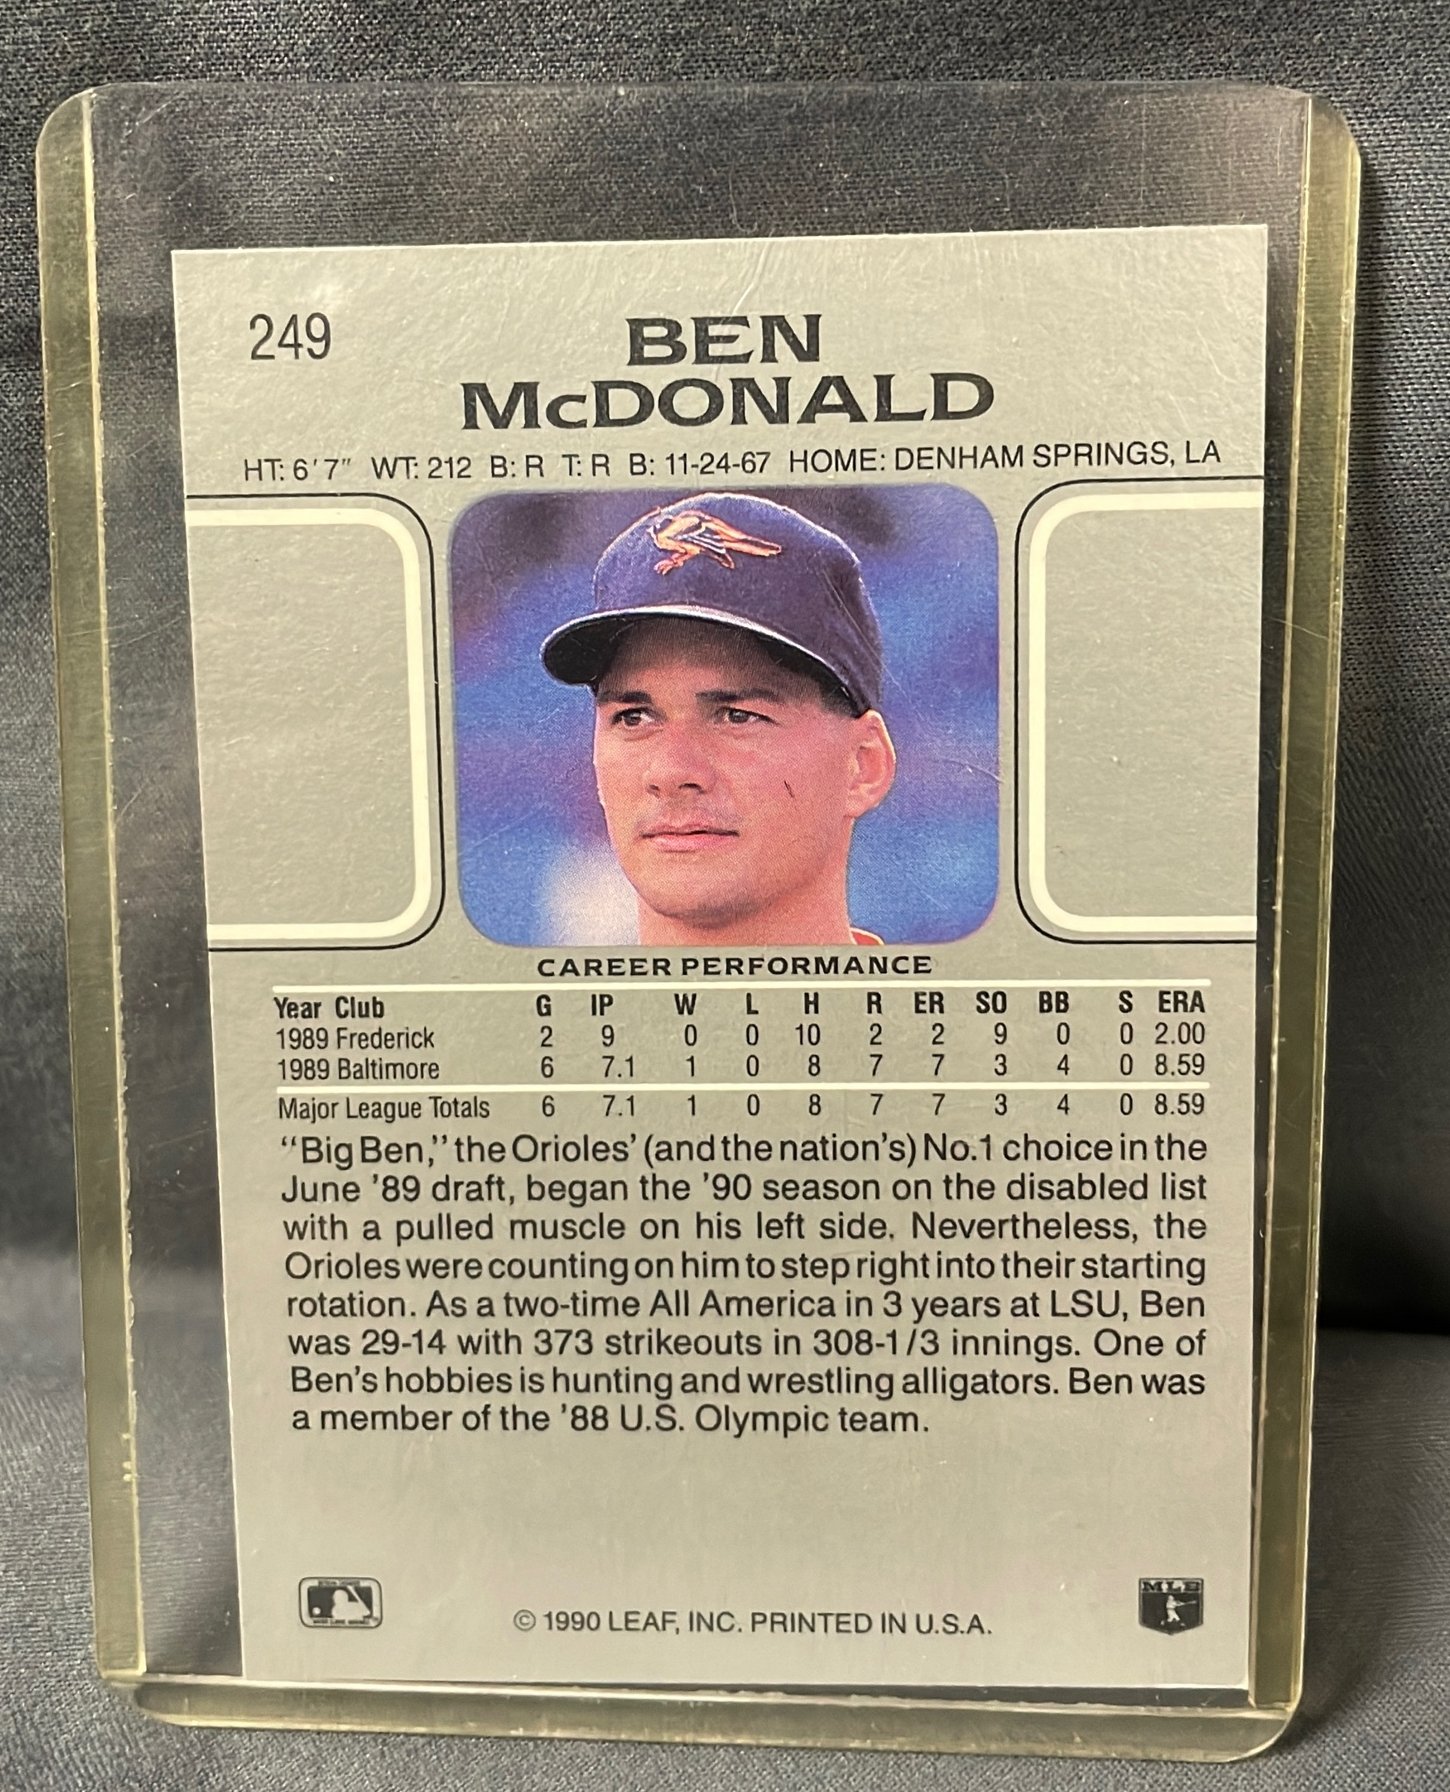 249
BEN
McDONALD
HT: 6'7" WT: 212 B: R T: R B: 11-24-67 HOME: DENHAM SPRINGS, LA
CAREER PERFORMANCE
Year Club G IP W L H R ER SO BB S ERA
1989 Frederick 2 9 0 0 10 2 2 9 0 0 2.00
1989 Baltimore 6 7.1 1 0 8 7 7 3 4 0 8.59
Major League Totals 6 7.1 1 0 8 7 7 3 4 0 8.59
"Big Ben," the Orioles' (and the nation's) No.1 choice in the
June '89 draft, began the '90 season on the disabled list
with a pulled muscle on his left side. Nevertheless, the
Orioles were counting on him to step right into their starting
rotation. As a two-time All America in 3 years at LSU, Ben
was 29-14 with 373 strikeouts in 308-1/3 innings. One of
Ben's hobbies is hunting and wrestling alligators. Ben was
a member of the '88 U.S. Olympic team.
MLB
© 1990 LEAF, INC. PRINTED IN U.S.A.